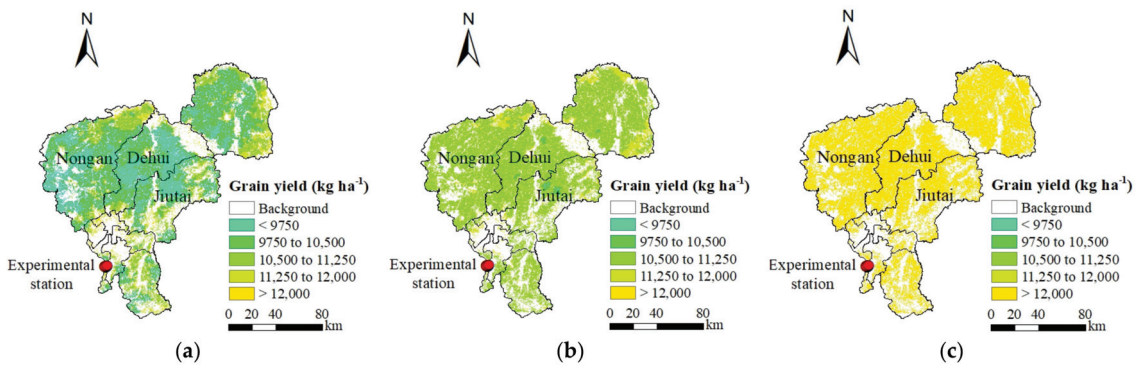 N
Nongan
Dehui
Jiutai
Experimental
station
Grain yield (kg ha⁻¹)
Background
< 9750
9750 to 10,500
10,500 to 11,250
11,250 to 12,000
> 12,000
0 20 40 80
km
(a)
N
Nongan
Dehui
Jiutai
Experimental
station
Grain yield (kg ha⁻¹)
Background
< 9750
9750 to 10,500
10,500 to 11,250
11,250 to 12,000
> 12,000
0 20 40 80
km
(b)
N
Nongan
Dehui
Jiutai
Experimental
station
Grain yield (kg ha⁻¹)
Background
< 9750
9750 to 10,500
10,500 to 11,250
11,250 to 12,000
> 12,000
0 20 40 80
km
(c)